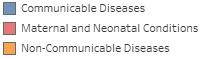 Communicable Diseases
Maternal and Neonatal Conditions
Non-Communicable Diseases